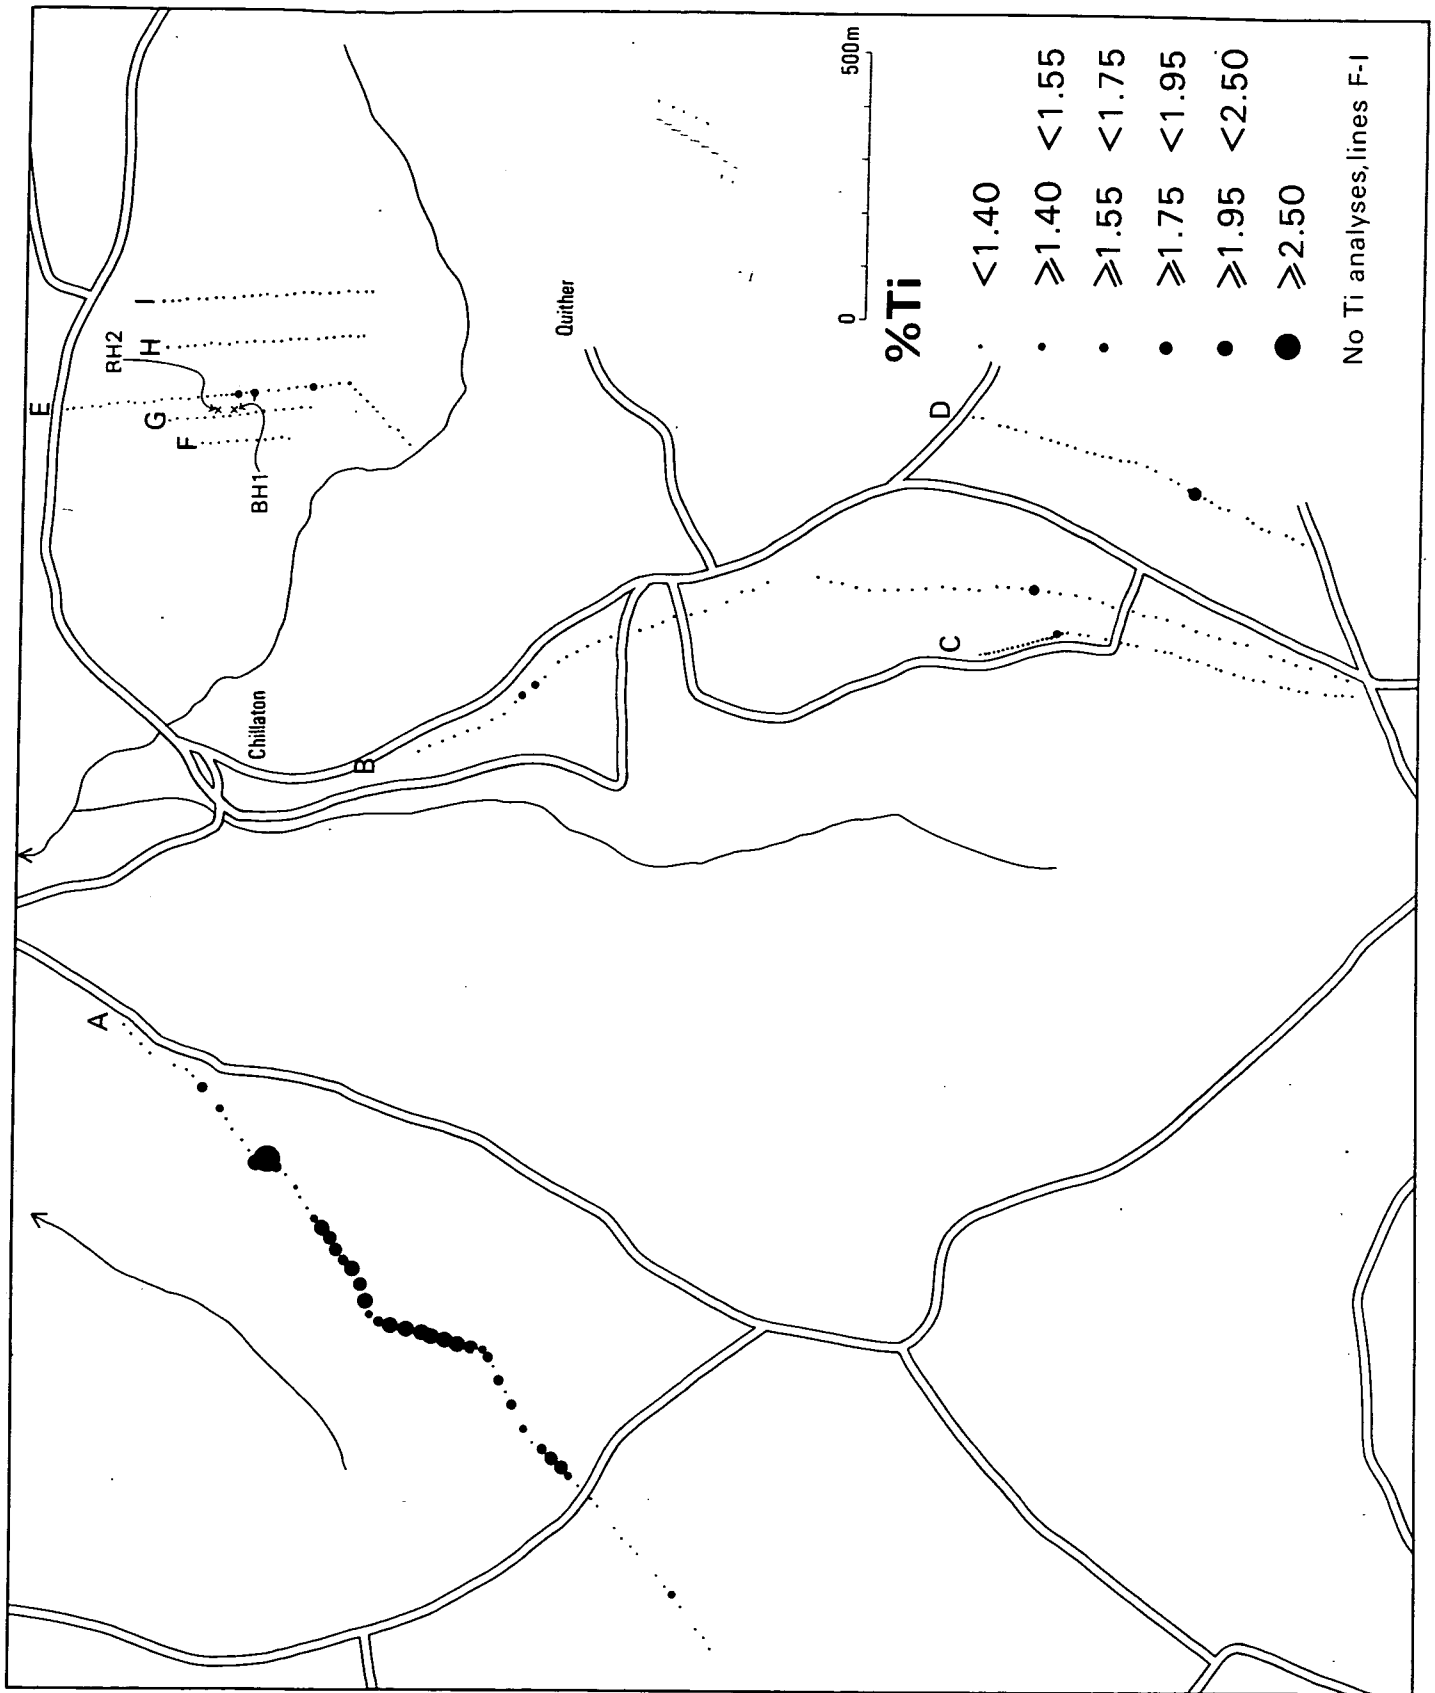 A
B
C
D
E
F
G
H
I
RH2
BH1
Chillaton
Quither
0 500m
%Ti
<1.40
⩾1.40 <1.55
⩾1.55 <1.75
⩾1.75 <1.95
⩾1.95 <2.50
⩾2.50
No Ti analyses, lines F-I